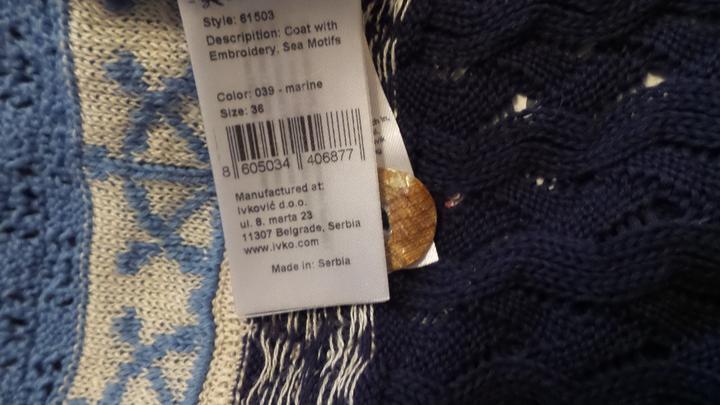 Style: 61503
Descripition: Coat with
Embroidery, Sea Motifs
Color: 039 - marine
Size: 36
8 605034 406877
Manufactured at:
Ivković d.o.o.
ul. 8. marta 23
11307 Belgrade, Serbia
www.ivko.com
Made in: Serbia